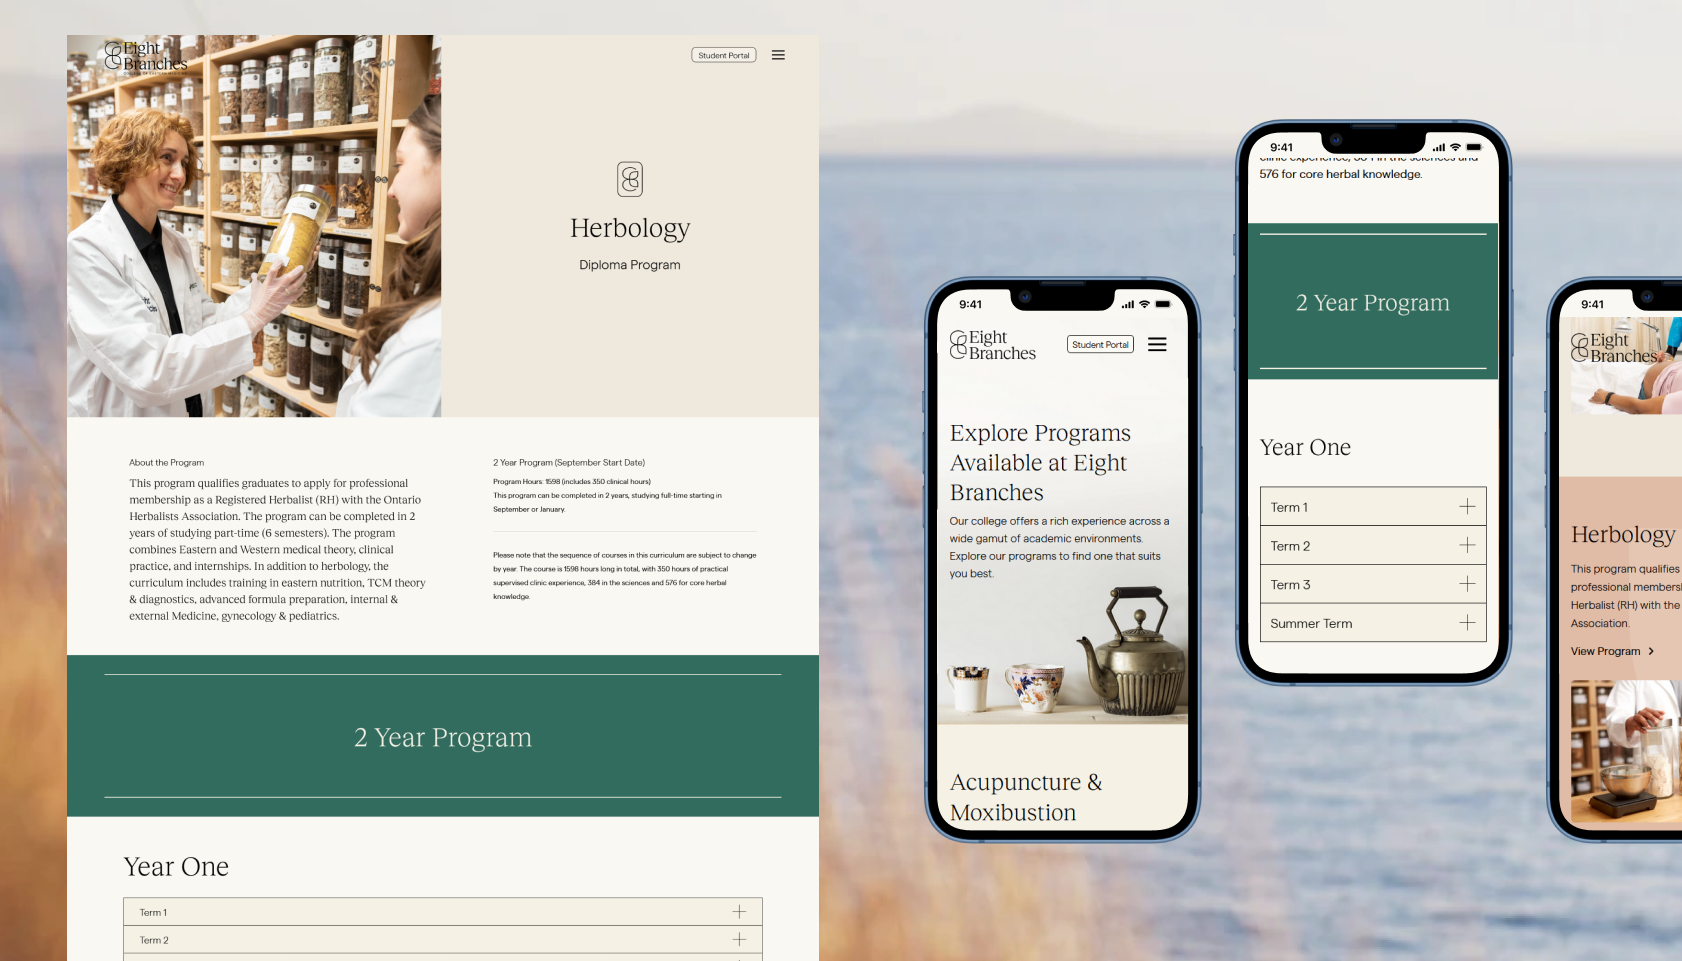 Eight
Branches
Student Portal
Herbology
Diploma Program
About the Program
This program qualifies graduates to apply for professional
membership as a Registered Herbalist (RH) with the Ontario
Herbalists Association. The program can be completed in 2
years of studying part-time (6 semesters). The program
combines Eastern and Western medical theory, clinical
practice, and internships. In addition to herbology, the
curriculum includes training in eastern nutrition, TCM theory
& diagnostics, advanced formula preparation, internal &
external Medicine, gynecology & pediatrics.
2 Year Program (September Start Date)
Program Hours: 1598 (includes 350 clinical hours)
This program can be completed in 2 years, studying full-time starting in
September or January.
Please note that the sequence of courses in this curriculum are subject to change
by year. The course is 1598 hours long in total, with 350 hours of practical
supervised clinic experience, 384 in the sciences and 576 for core herbal
knowledge.
2 Year Program
Year One
Term 1
Term 2
9:41
Eight
Branches
Student Portal
Explore Programs
Available at Eight
Branches
Our college offers a rich experience across a
wide gamut of academic environments.
Explore our programs to find one that suits
you best.
Acupuncture &
Moxibustion
9:41
clinic experience, 384 in the sciences and
576 for core herbal knowledge.
2 Year Program
Year One
Term 1
Term 2
Term 3
Summer Term
9:41
Eight
Branches
Herbology
This program qualifies
professional
Herbalist (RH) with the
Association.
View Program